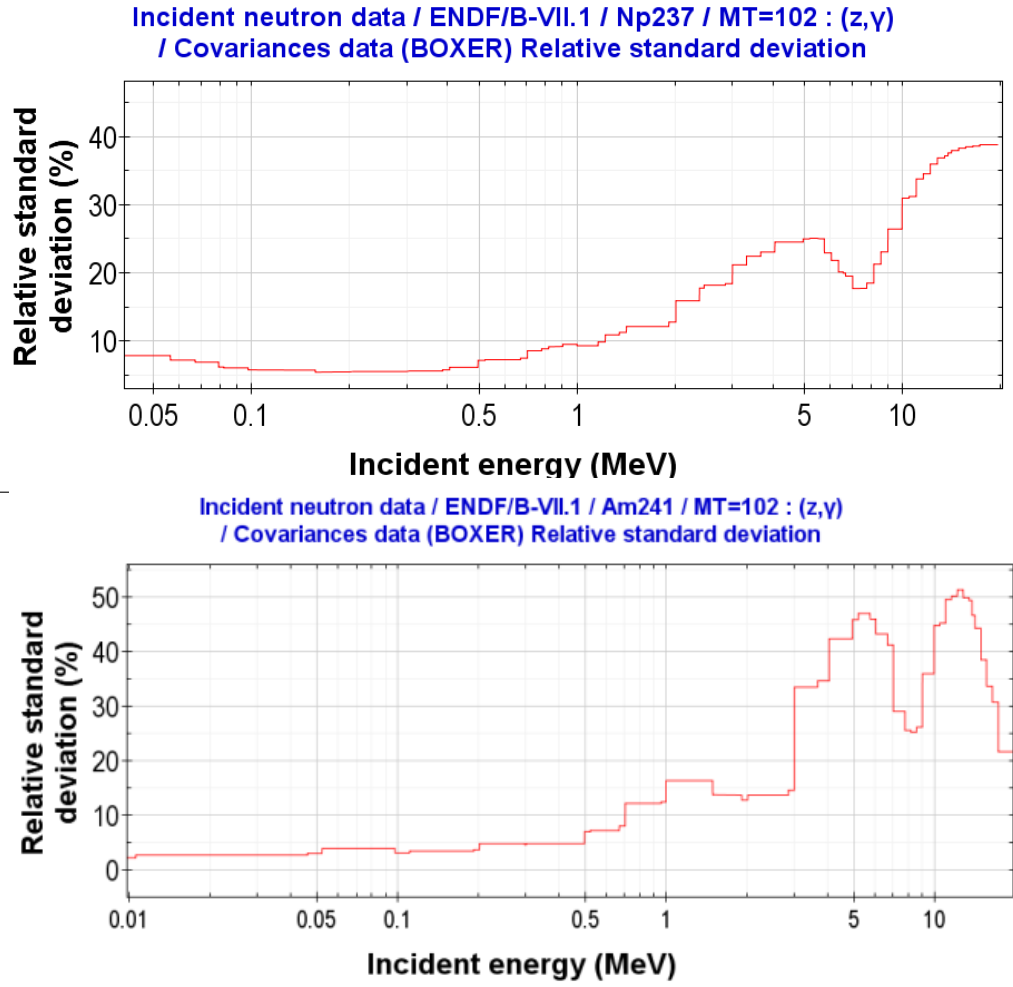 Incident neutron data / ENDF/B-VII.1 / Np237 / MT=102 : (z,γ)
/ Covariances data (BOXER) Relative standard deviation
Relative standard
deviation (%)
40
30
20
10
0.05
0.1
0.5
1
5
10
Incident energy (MeV)
Incident neutron data / ENDF/B-VII.1 / Am241 / MT=102 : (z,γ)
/ Covariances data (BOXER) Relative standard deviation
Relative standard
deviation (%)
50
40
30
20
10
0
0.01
0.05
0.1
0.5
1
5
10
Incident energy (MeV)